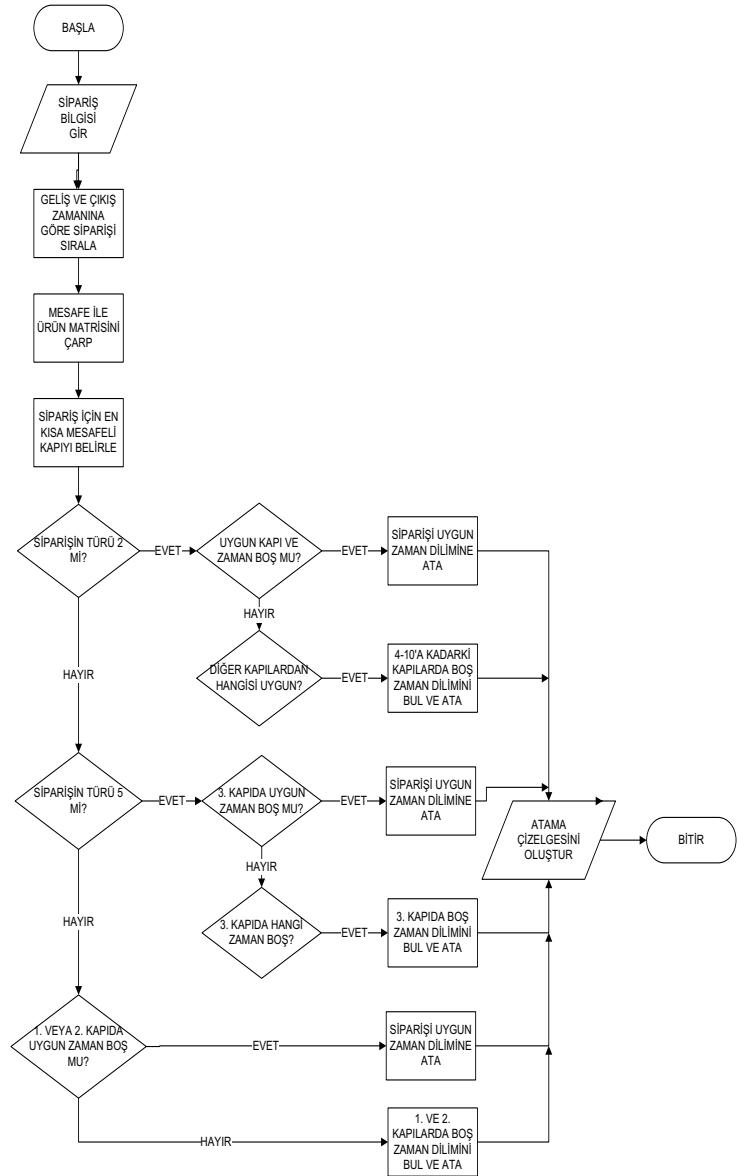 BAŞLA
SİPARİŞ
BİLGİSİ
GİR
GELİŞ VE ÇIKIŞ
ZAMANINA
GÖRE SİPARİŞİ
SIRALA
MESAFE İLE
ÜRÜN MATRİSİNİ
ÇARP
SİPARİŞ İÇİN EN
KISA MESAFELİ
KAPIYI BELİRLE
SİPARİŞİN TÜRÜ 2
Mİ?
EVET
UYGUN KAPI VE
ZAMAN BOŞ MU?
EVET
SİPARİŞİ UYGUN
ZAMAN DİLİMİNE
ATA
HAYIR
HAYIR
DİĞER KAPILARDAN
HANGİSİ UYGUN?
EVET
4-10'A KADARKİ
KAPILARDA BOŞ
ZAMAN DİLİMİNİ
BUL VE ATA
SİPARİŞİN TÜRÜ 5
Mİ?
EVET
3. KAPIDA UYGUN
ZAMAN BOŞ MU?
EVET
SİPARİŞİ UYGUN
ZAMAN DİLİMİNE
ATA
ATAMA
ÇİZELGESİNİ
OLUŞTUR
BİTİR
HAYIR
HAYIR
3. KAPIDA HANGİ
ZAMAN BOŞ?
EVET
3. KAPIDA BOŞ
ZAMAN DİLİMİNİ
BUL VE ATA
1. VEYA 2. KAPIDA
UYGUN ZAMAN BOŞ
MU?
EVET
SİPARİŞİ UYGUN
ZAMAN DİLİMİNE
ATA
HAYIR
1. VE 2.
KAPILARDA BOŞ
ZAMAN DİLİMİNİ
BUL VE ATA